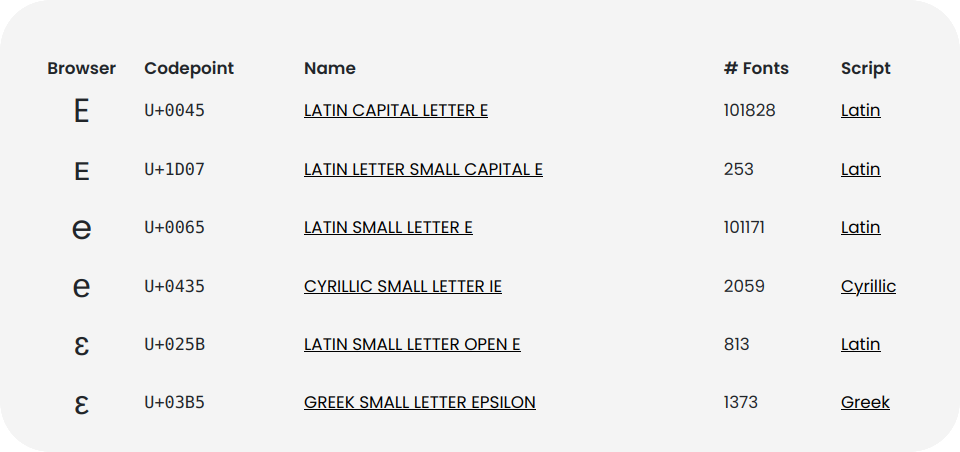 Browser Codepoint Name # Fonts Script
E U+0045 LATIN CAPITAL LETTER E 101828 Latin
ᴇ U+1D07 LATIN LETTER SMALL CAPITAL E 253 Latin
e U+0065 LATIN SMALL LETTER E 101171 Latin
е U+0435 CYRILLIC SMALL LETTER IE 2059 Cyrillic
ɛ U+025B LATIN SMALL LETTER OPEN E 813 Latin
ε U+03B5 GREEK SMALL LETTER EPSILON 1373 Greek